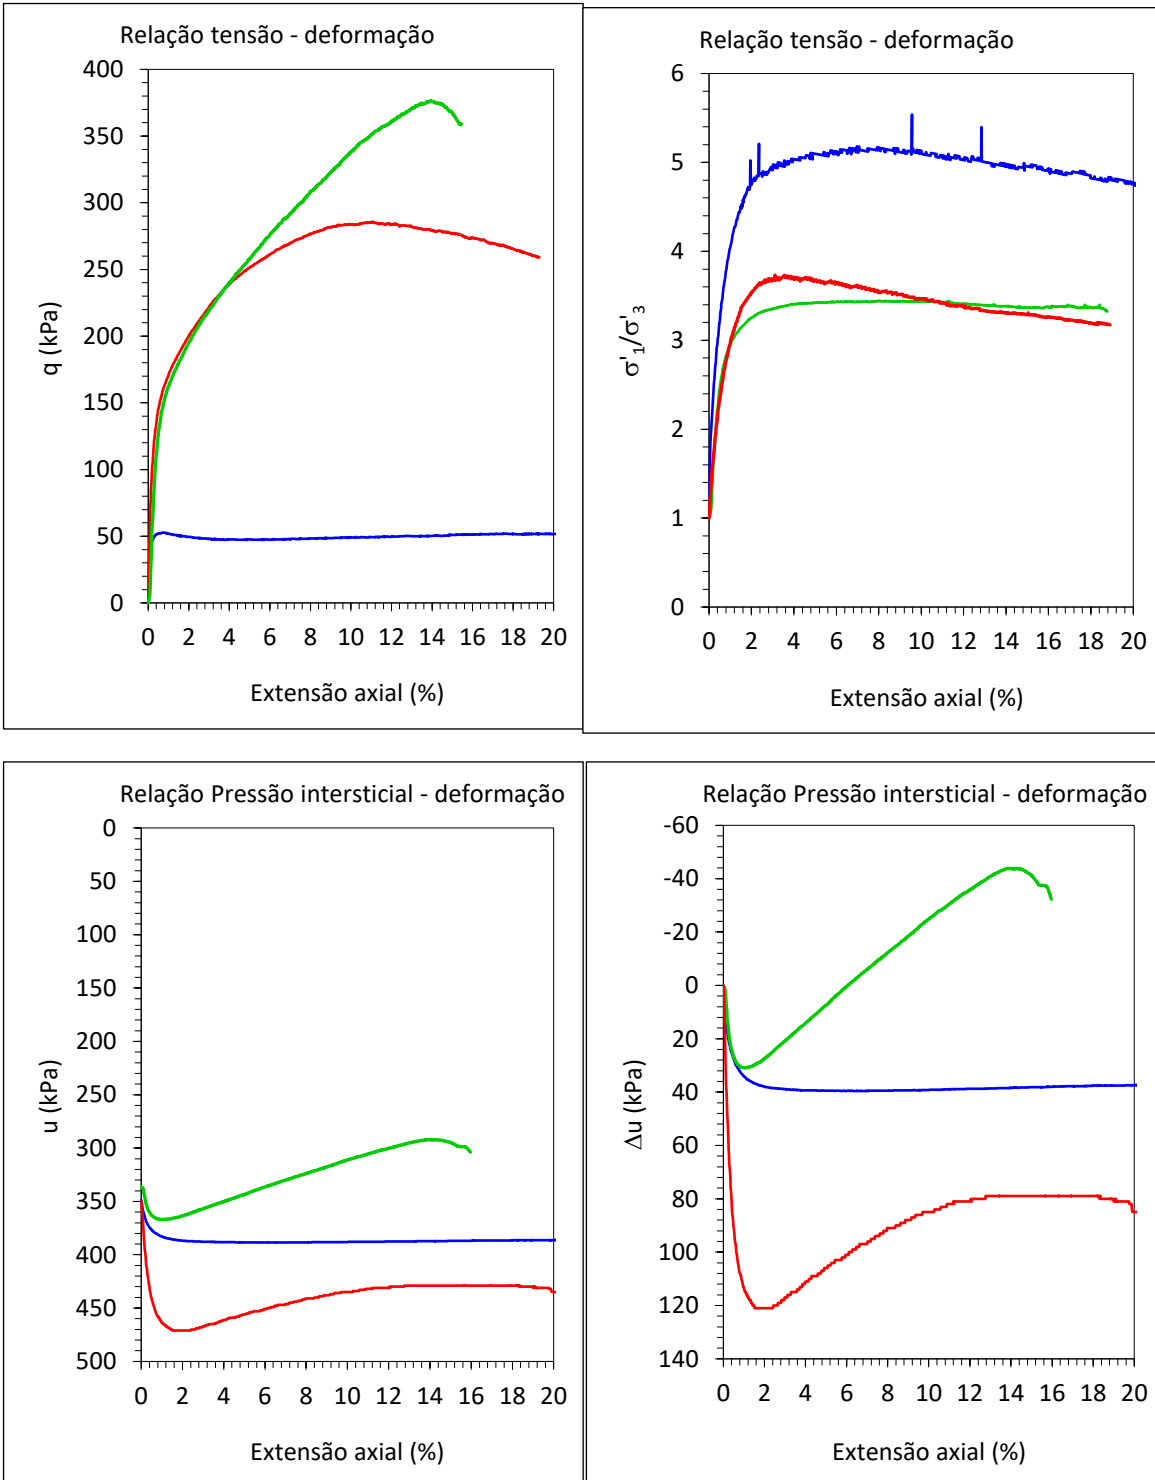 Relação tensão - deformação
400
350
300
250
200
150
100
50
0
q (kPa)
0 2 4 6 8 10 12 14 16 18 20
Extensão axial (%)
Relação tensão - deformação
6
5
4
3
2
1
0
σ'1/σ'3
0 2 4 6 8 10 12 14 16 18 20
Extensão axial (%)
Relação Pressão intersticial - deformação
0
50
100
150
200
250
300
350
400
450
500
u (kPa)
0 2 4 6 8 10 12 14 16 18 20
Extensão axial (%)
Relação Pressão intersticial - deformação
-60
-40
-20
0
20
40
60
80
100
120
140
Δu (kPa)
0 2 4 6 8 10 12 14 16 18 20
Extensão axial (%)